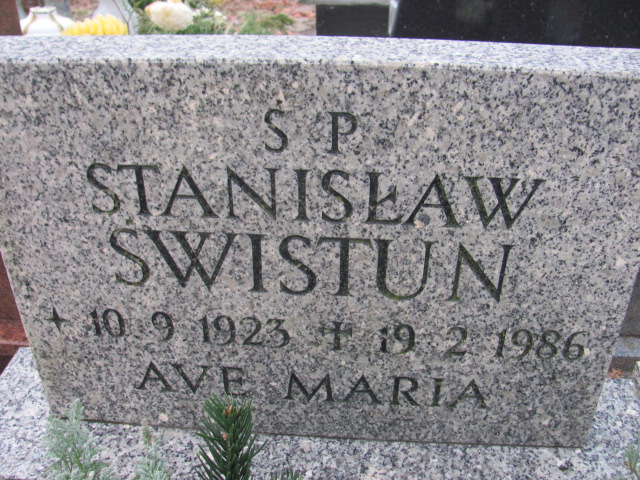 S P
STANISŁAW
SWISTUN
* 10 9 1923 ✝ 19 2 1986
AVE MARIA